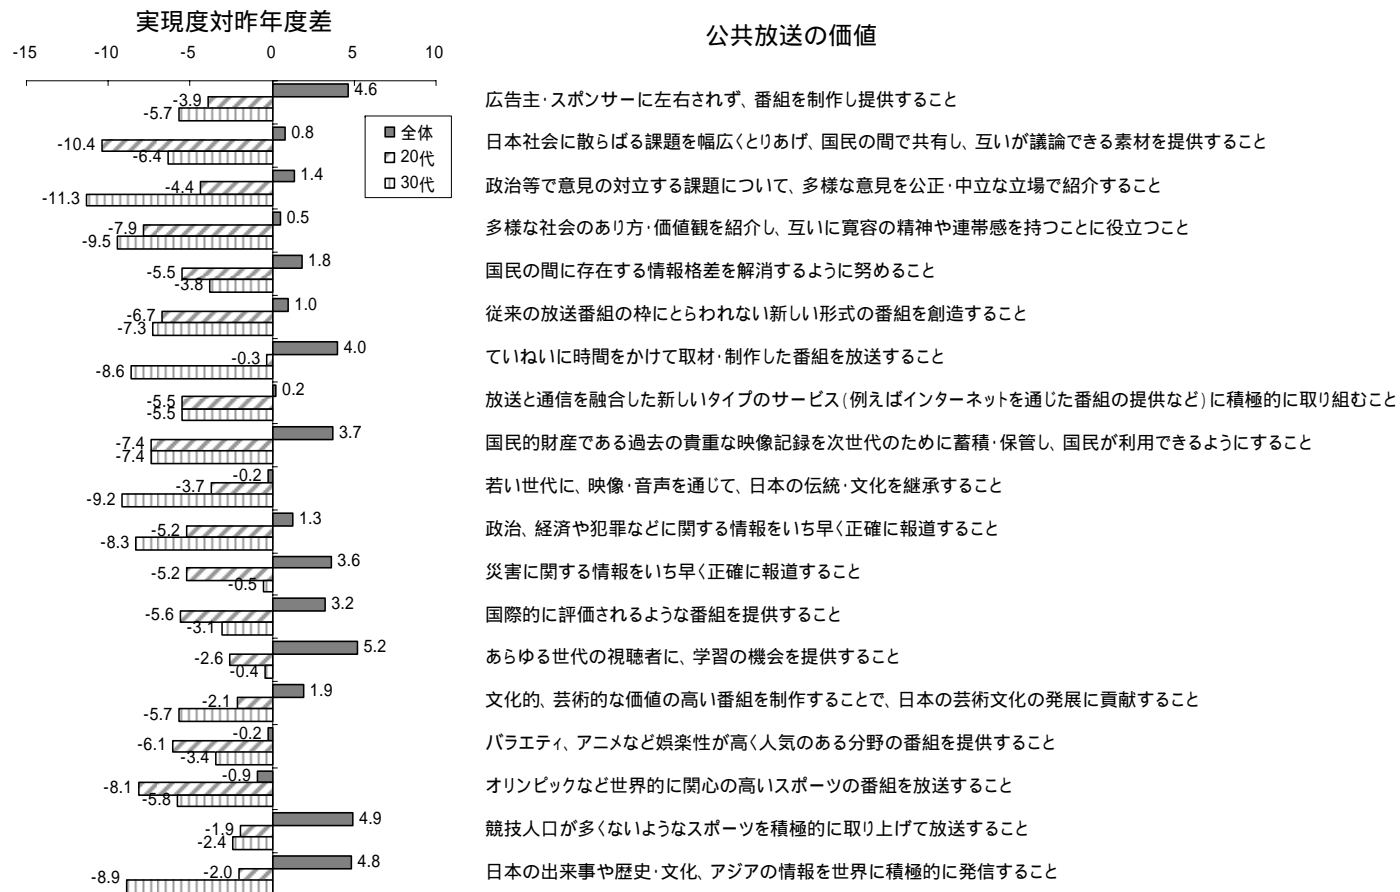 実現度対昨年度差
公共放送の価値
-15 -10 -5 0 5 10
全体
20代
30代
4.6
-3.9
-5.7
広告主・スポンサーに左右されず、番組を制作し提供すること
0.8
-10.4
-6.4
日本社会に散らばる課題を幅広くとりあげ、国民の間で共有し、互いが議論できる素材を提供すること
1.4
-4.4
-11.3
政治等で意見の対立する課題について、多様な意見を公正・中立な立場で紹介すること
0.5
-7.9
-9.5
多様な社会のあり方・価値観を紹介し、互いに寛容の精神や連帯感を持つことに役立つこと
1.8
-5.5
-3.8
国民の間に存在する情報格差を解消するように努めること
1.0
-6.7
-7.3
従来の放送番組の枠にとらわれない新しい形式の番組を創造すること
4.0
-0.3
-8.6
ていねいに時間をかけて取材・制作した番組を放送すること
0.2
-5.5
-5.5
放送と通信を融合した新しいタイプのサービス(例えばインターネットを通じた番組の提供など)に積極的に取り組むこと
3.7
-7.4
-7.4
国民的財産である過去の貴重な映像記録を次世代のために蓄積・保管し、国民が利用できるようにすること
-0.2
-3.7
-9.2
若い世代に、映像・音声を通じて、日本の伝統・文化を継承すること
1.3
-5.2
-8.3
政治、経済や犯罪などに関する情報をいち早く正確に報道すること
3.6
-5.2
-0.5
災害に関する情報をいち早く正確に報道すること
3.2
-5.6
-3.1
国際的に評価されるような番組を提供すること
5.2
-2.6
-0.4
あらゆる世代の視聴者に、学習の機会を提供すること
1.9
-2.1
-5.7
文化的、芸術的な価値の高い番組を制作することで、日本の芸術文化の発展に貢献すること
-0.2
-6.1
-3.4
バラエティ、アニメなど娯楽性が高く人気のある分野の番組を提供すること
-0.9
-8.1
-5.8
オリンピックなど世界的に関心の高いスポーツの番組を放送すること
4.9
-1.9
-2.4
競技人口が多くないようなスポーツを積極的に取り上げて放送すること
4.8
-2.0
-8.9
日本の出来事や歴史・文化、アジアの情報を世界に積極的に発信すること